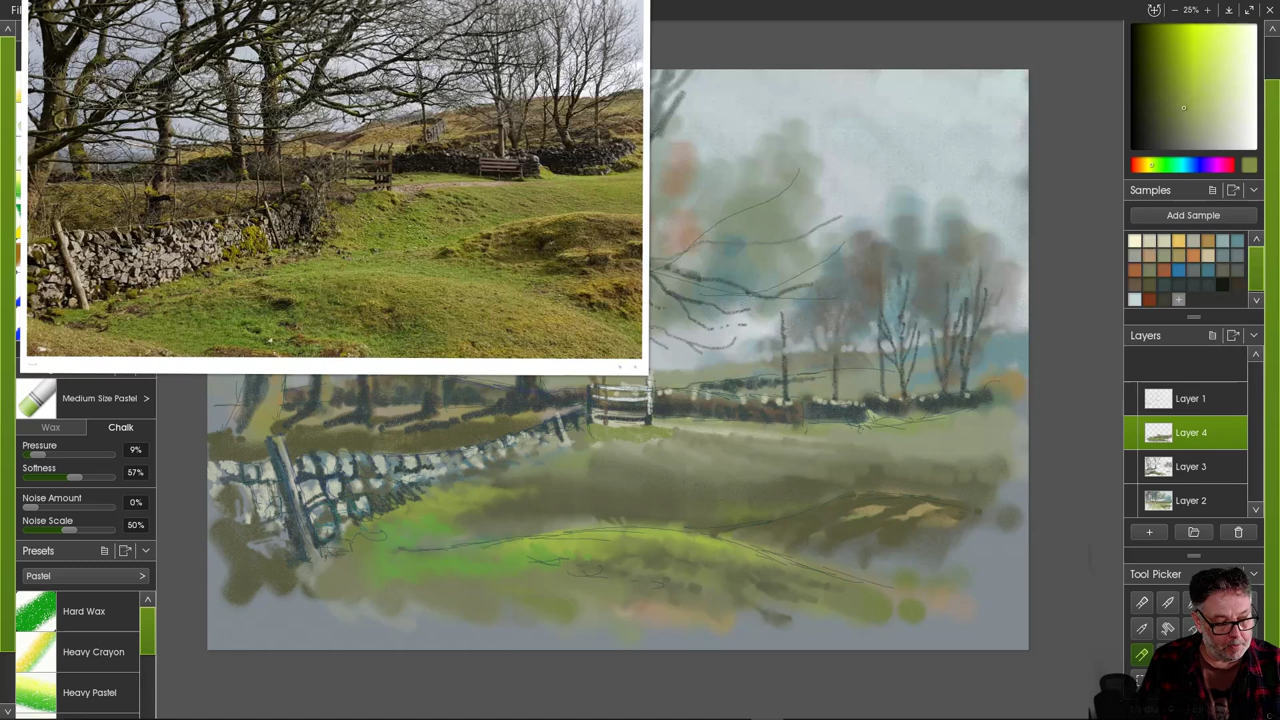 Fil
25%
Samples
Add Sample
Layers
Layer 1
Layer 4
Layer 3
Layer 2
Tool Picker
Medium Size Pastel >
Wax
Chalk
Pressure
9%
Softness
57%
Noise Amount
0%
Noise Scale
50%
Presets
Pastel >
Hard Wax
Heavy Crayon
Heavy Pastel